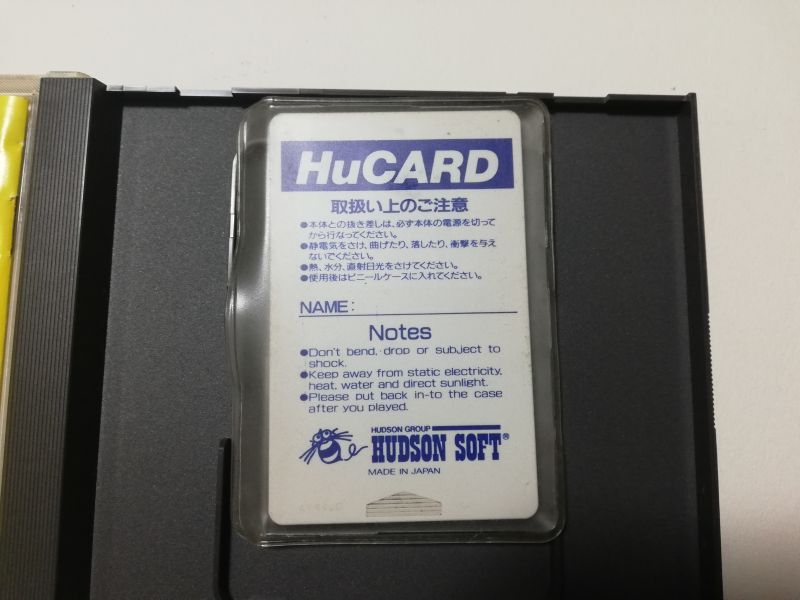 HuCARD
取扱い上のご注意
●本体との抜き差しは、必ず本体の電源を切って
から行なってください。
●静電気をさけ、曲げたり、落したり、衝撃を与え
ないでください。
●熱、水分、直射日光をさけてください。
●使用後はビニールケースに入れてください。
NAME:
Notes
●Don't bend, drop or subject to
shock.
●Keep away from static electricity,
heat, water and direct sunlight.
●Please put back in-to the case
after you played.
HUDSON GROUP
HUDSON SOFT®
MADE IN JAPAN